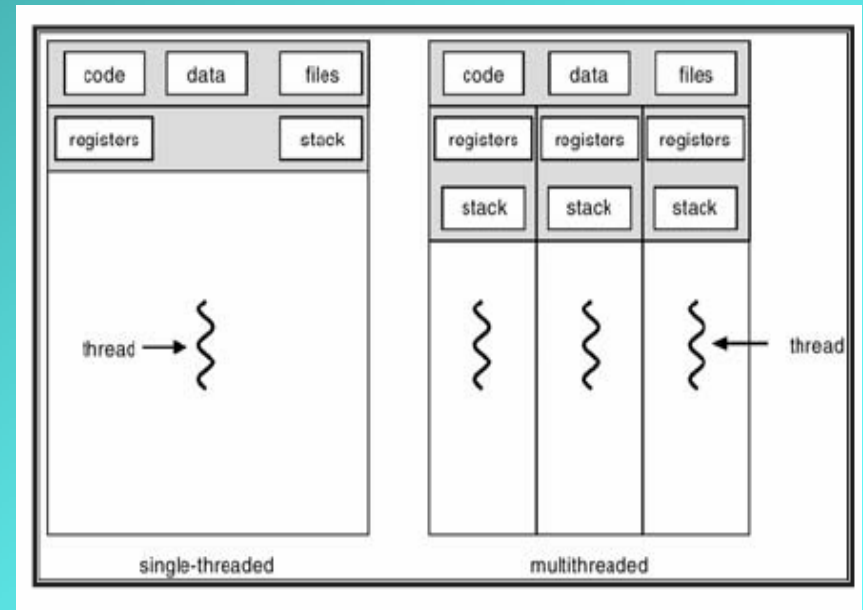 code data files
registers stack
thread
single-threaded
code data files
registers registers registers
stack stack stack
thread
multithreaded